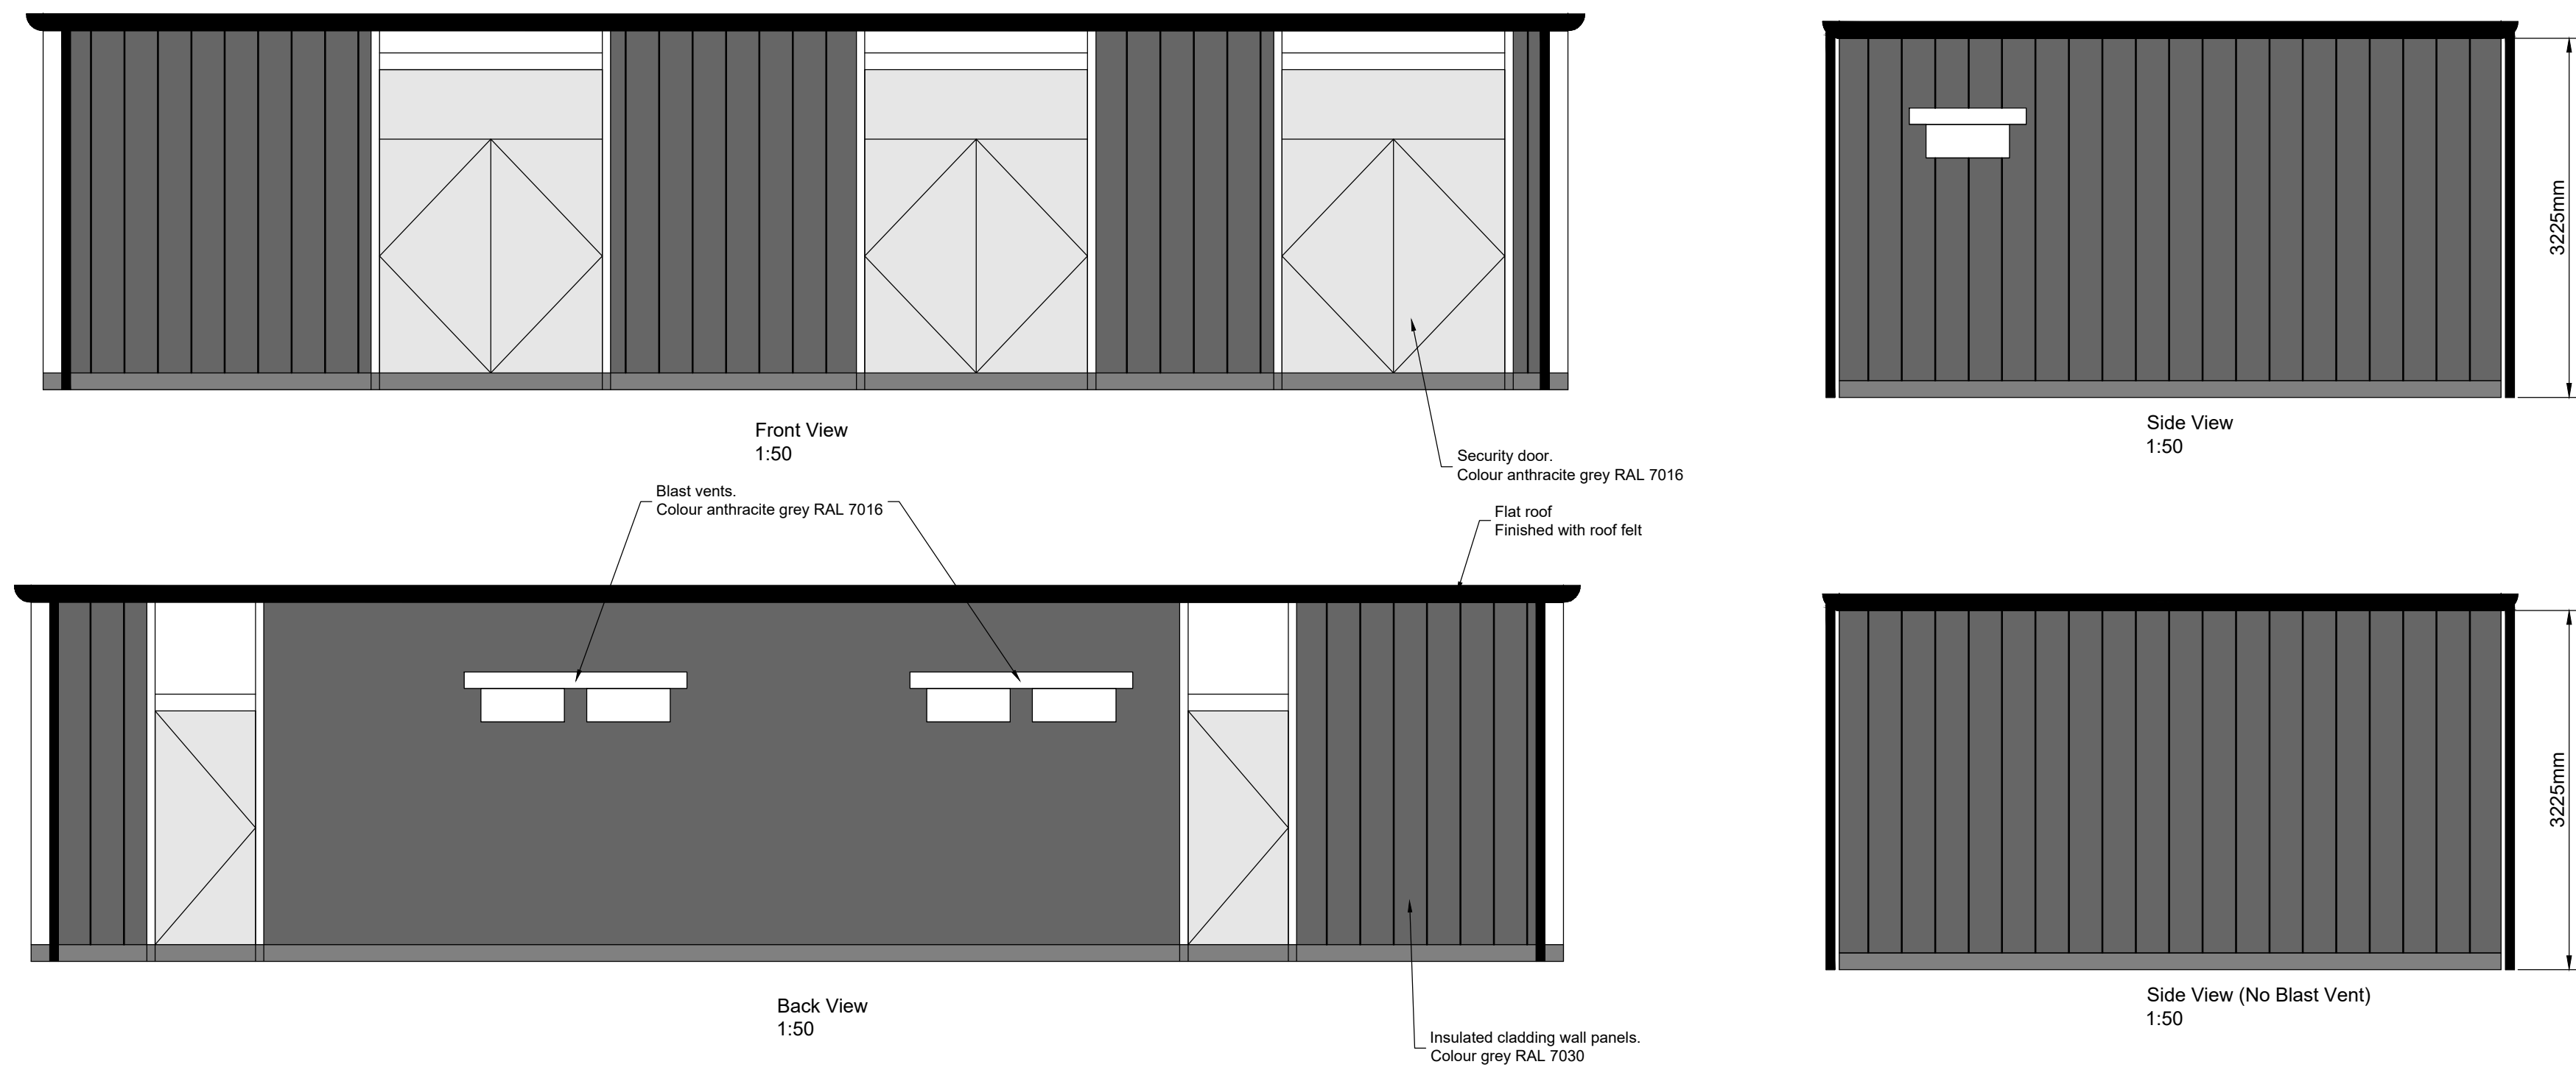 Front View
1:50
Side View
1:50
3225mm
Security door.
Colour anthracite grey RAL 7016
Blast vents.
Colour anthracite grey RAL 7016
Flat roof
Finished with roof felt
Back View
1:50
Insulated cladding wall panels.
Colour grey RAL 7030
3225mm
Side View (No Blast Vent)
1:50